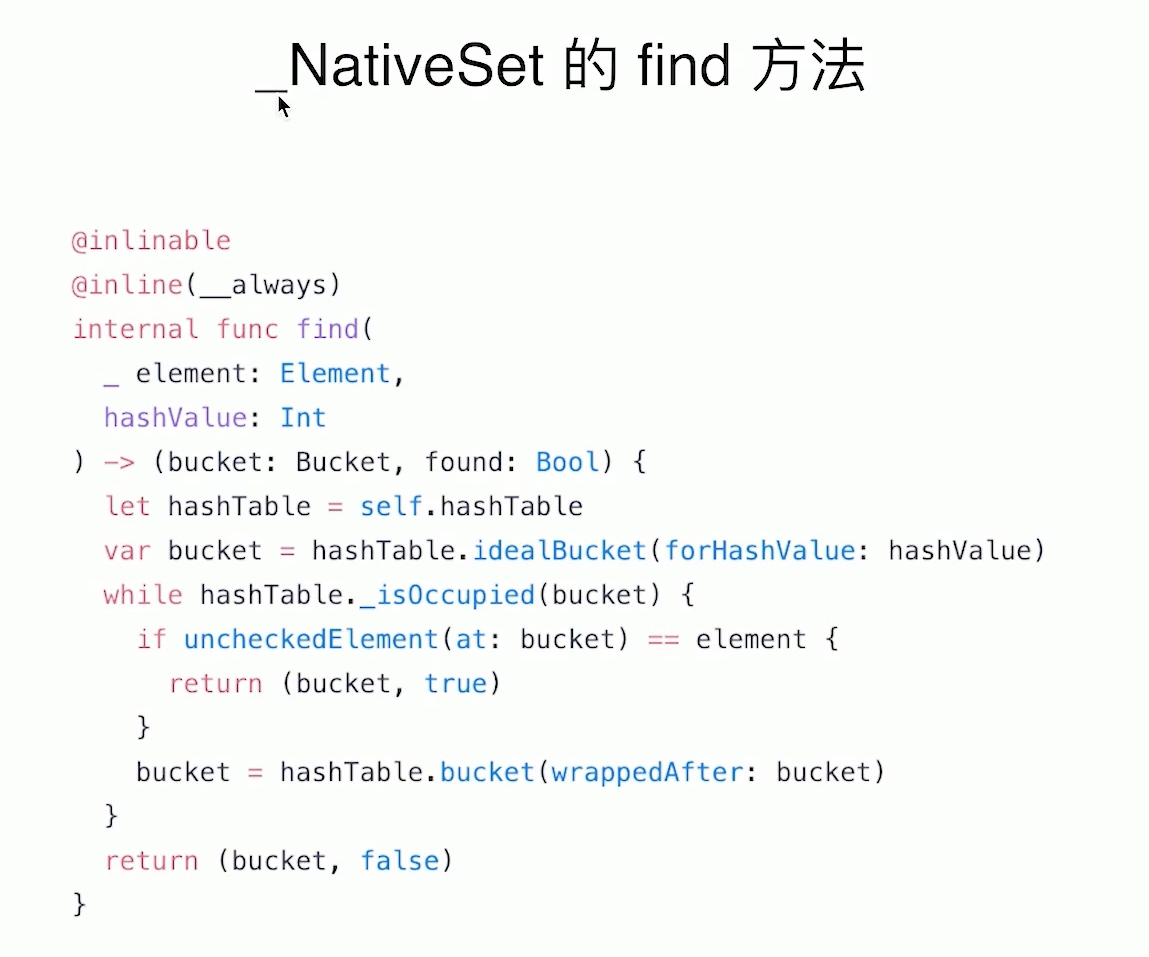 _NativeSet 的 find 方法
@inlinable
@inline(__always)
internal func find(
  _ element: Element,
  hashValue: Int
) -> (bucket: Bucket, found: Bool) {
  let hashTable = self.hashTable
  var bucket = hashTable.idealBucket(forHashValue: hashValue)
  while hashTable._isOccupied(bucket) {
    if uncheckedElement(at: bucket) == element {
      return (bucket, true)
    }
    bucket = hashTable.bucket(wrappedAfter: bucket)
  }
  return (bucket, false)
}